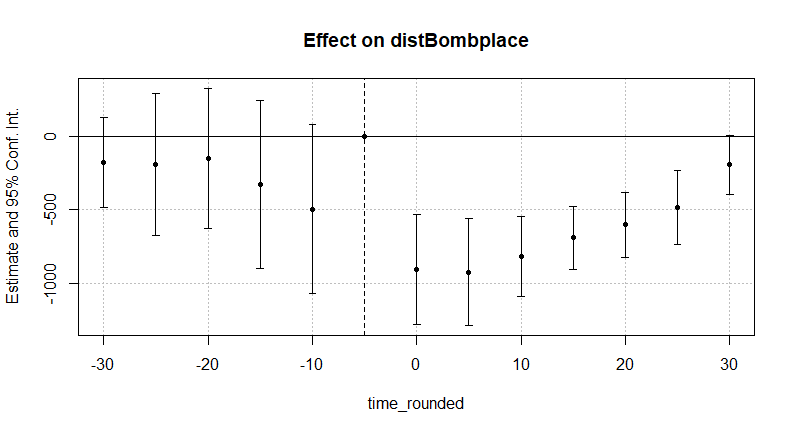 Effect on distBombplace
Estimate and 95% Conf. Int.
0
-500
-1000
-30 -20 -10 0 10 20 30
time_rounded